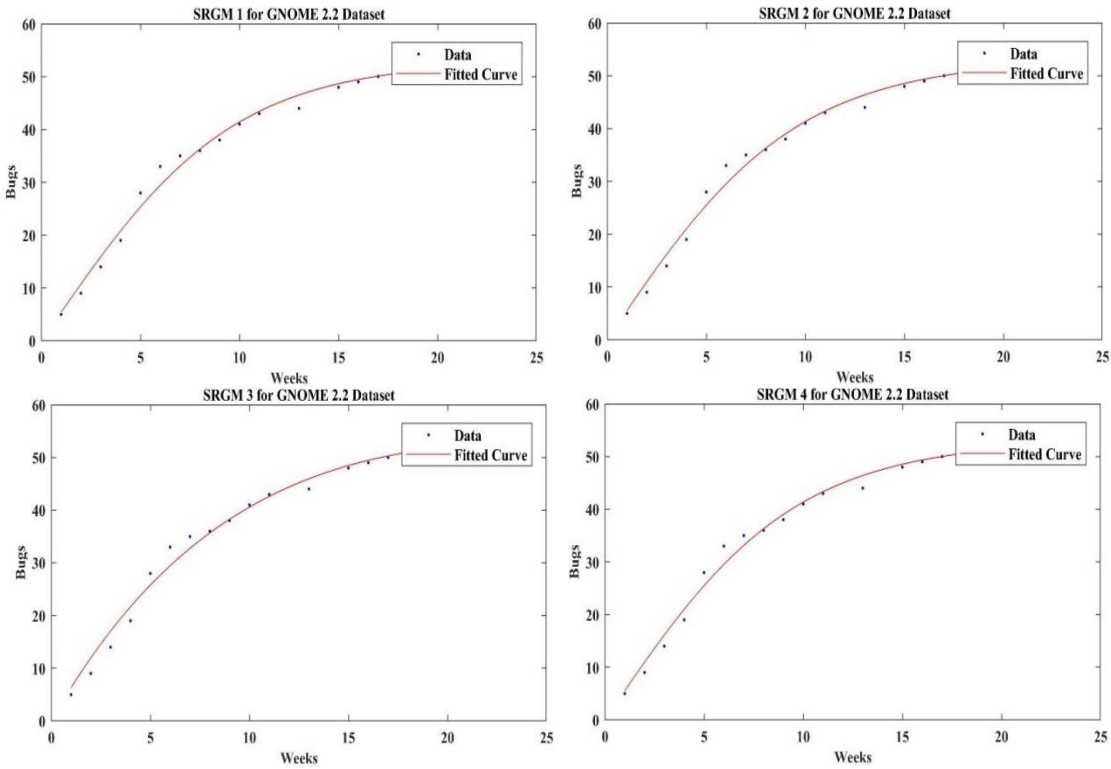 SRGM 1 for GNOME 2.2 Dataset
60
50
40
30
20
10
0
Bugs
Data
Fitted Curve
0 5 10 15 20 25
Weeks
SRGM 2 for GNOME 2.2 Dataset
60
50
40
30
20
10
0
Bugs
Data
Fitted Curve
0 5 10 15 20 25
Weeks
SRGM 3 for GNOME 2.2 Dataset
60
50
40
30
20
10
0
Bugs
Data
Fitted Curve
0 5 10 15 20 25
Weeks
SRGM 4 for GNOME 2.2 Dataset
60
50
40
30
20
10
0
Bugs
Data
Fitted Curve
0 5 10 15 20 25
Weeks